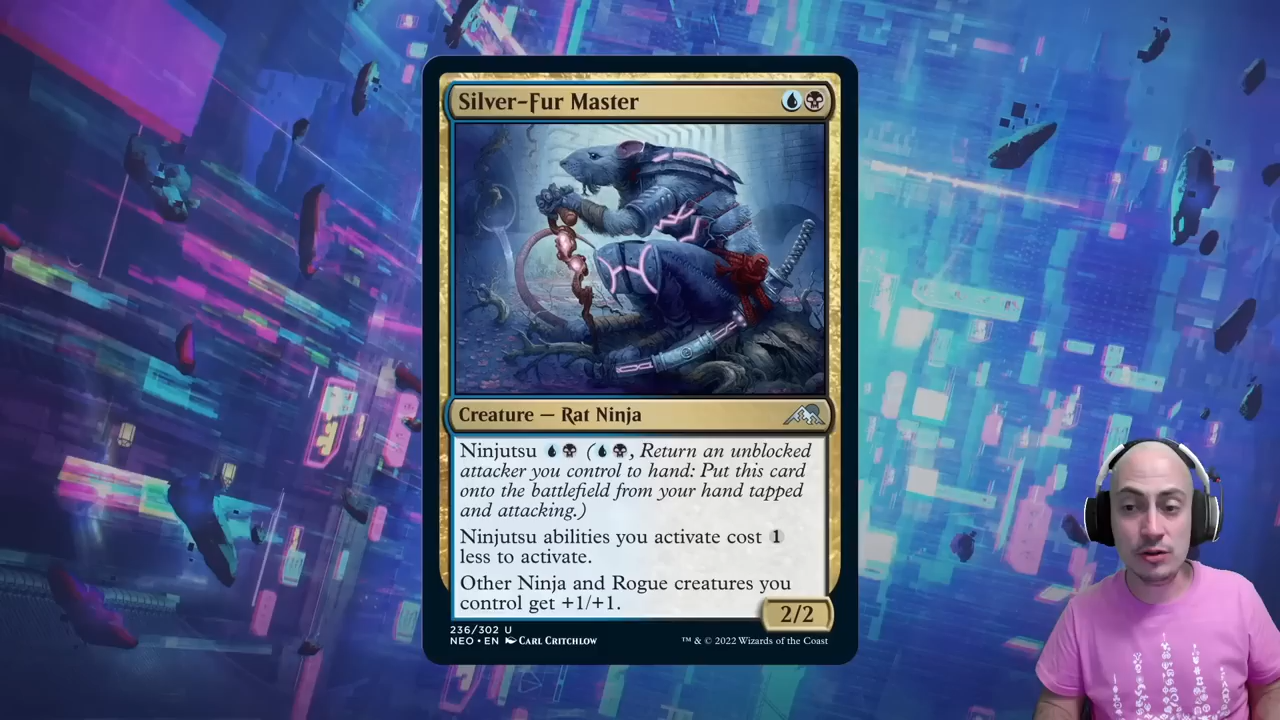 Silver-Fur Master
Creature — Rat Ninja
Ninjutsu (, Return an unblocked
attacker you control to hand: Put this card
onto the battlefield from your hand tapped
and attacking.)
Ninjutsu abilities you activate cost 1
less to activate.
Other Ninja and Rogue creatures you
control get +1/+1.
2/2
236/302 U
NEO • EN Carl Critchlow
™ & © 2022 Wizards of the Coast